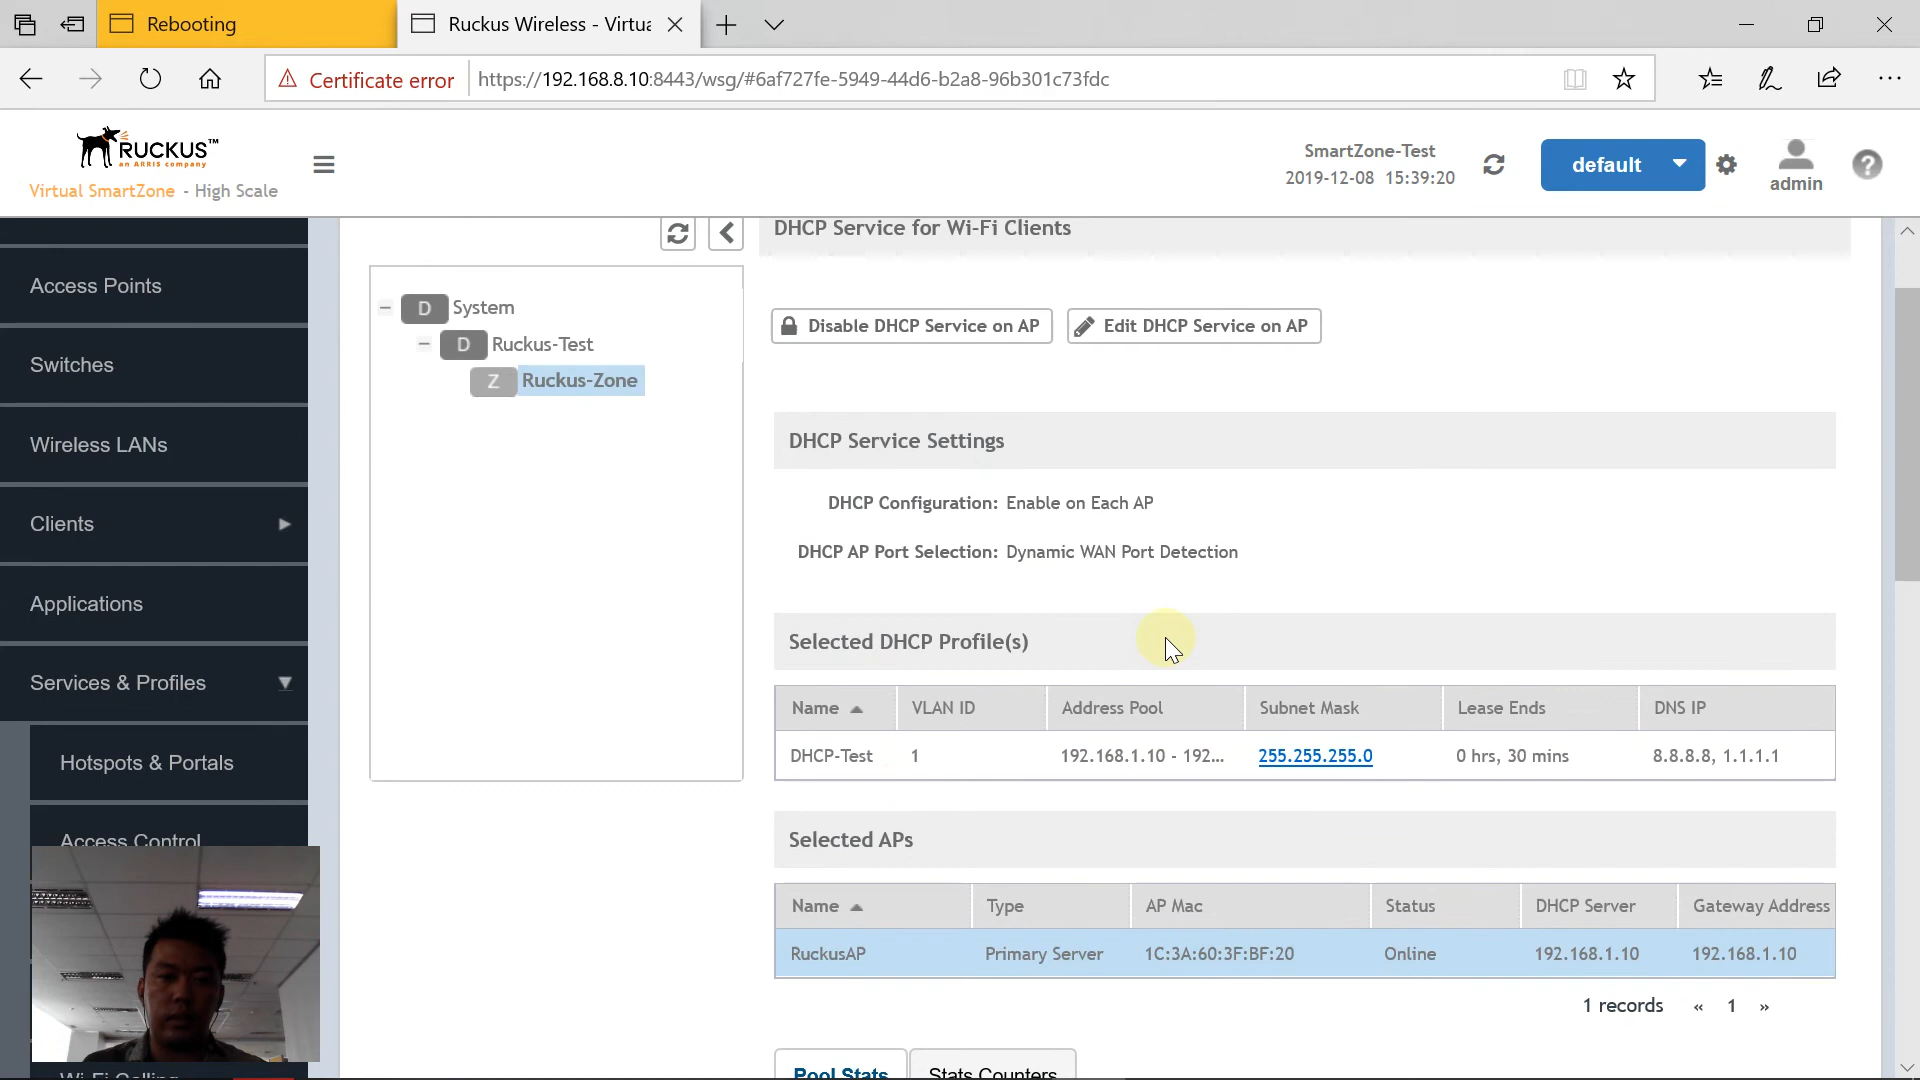 Rebooting
Ruckus Wireless - Virtu
Certificate error
https://192.168.8.10:8443/wsg/#6af727fe-5949-44d6-b2a8-96b301c73fdc
RUCKUS™
an ARRIS company
Virtual SmartZone - High Scale
SmartZone-Test
2019-12-08 15:39:20
default
admin
?
Access Points
Switches
Wireless LANs
Clients
Applications
Services & Profiles
Hotspots & Portals
Access Control
Wi-Fi Calling
D System
D Ruckus-Test
Z Ruckus-Zone
DHCP Service for Wi-Fi Clients
Disable DHCP Service on AP
Edit DHCP Service on AP
DHCP Service Settings
DHCP Configuration: Enable on Each AP
DHCP AP Port Selection: Dynamic WAN Port Detection
Selected DHCP Profile(s)
Name VLAN ID Address Pool Subnet Mask Lease Ends DNS IP
DHCP-Test 1 192.168.1.10 - 192... 255.255.255.0 0 hrs, 30 mins 8.8.8.8, 1.1.1.1
Selected APs
Name Type AP Mac Status DHCP Server Gateway Address
RuckusAP Primary Server 1C:3A:60:3F:BF:20 Online 192.168.1.10 192.168.1.10
1 records « 1 »
Pool Stats Stats Counters